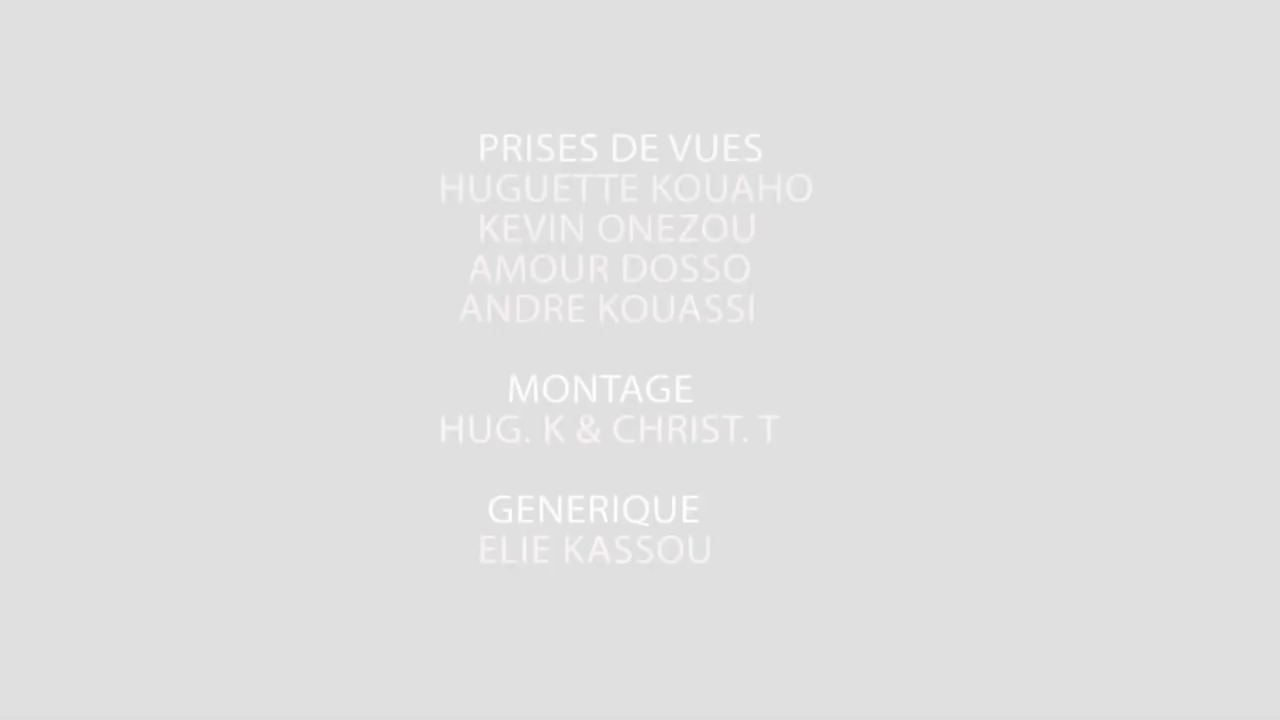 PRISES DE VUES
HUGUETTE KOUAHO
KEVIN ONEZOU
AMOUR DOSSO
ANDRE KOUASSI
MONTAGE
HUG. K & CHRIST. T
GENERIQUE
ELIE KASSOU